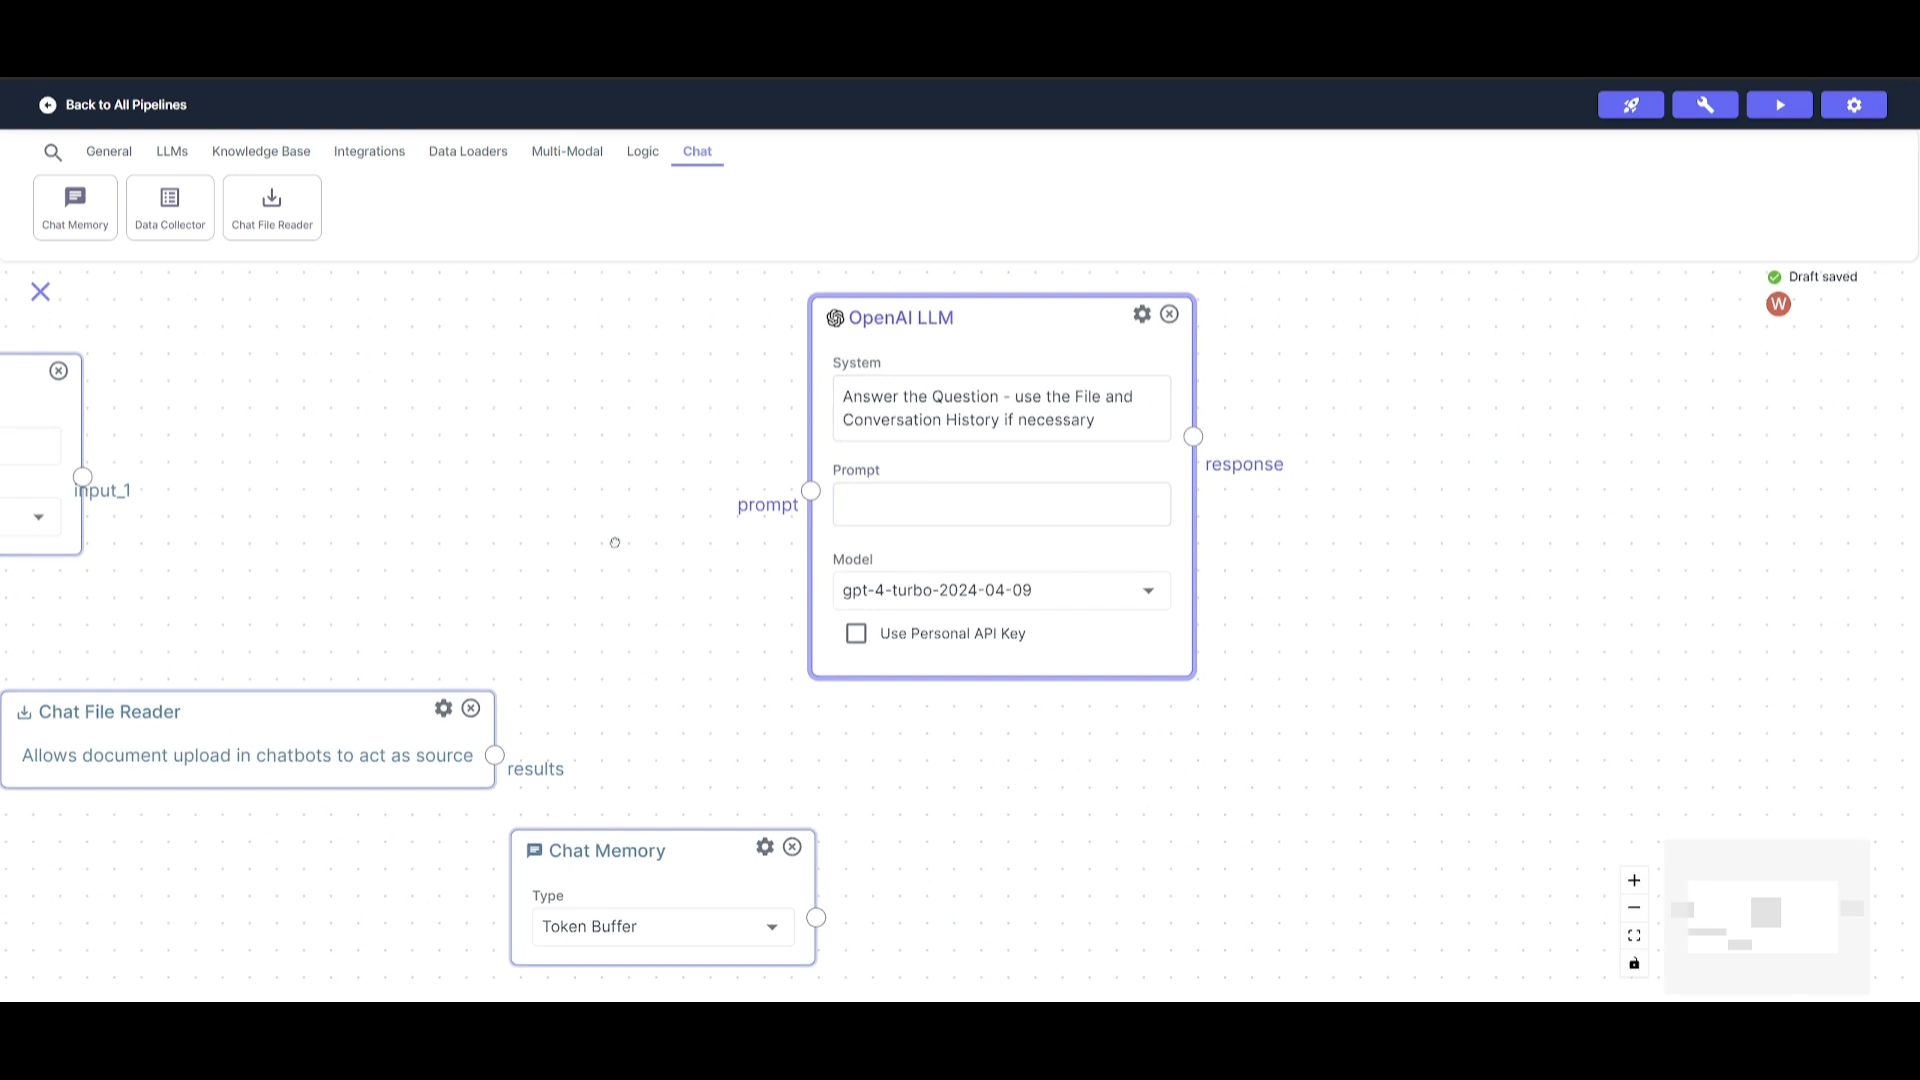 Back to All Pipelines
General LLMs Knowledge Base Integrations Data Loaders Multi-Modal Logic Chat
Chat Memory Data Collector Chat File Reader
Draft saved
W
OpenAI LLM
System
Answer the Question - use the File and
Conversation History if necessary
response
Prompt
input_1
prompt
Model
gpt-4-turbo-2024-04-09
Use Personal API Key
Chat File Reader
Allows document upload in chatbots to act as source
results
Chat Memory
Type
Token Buffer